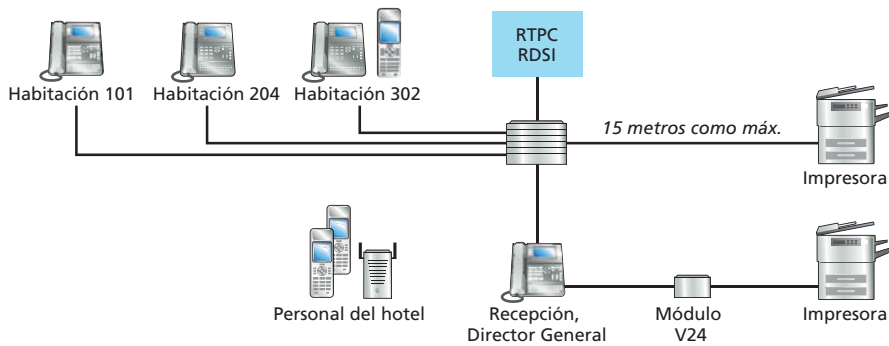 RTPC
RDSI
Habitación 101
Habitación 204
Habitación 302
15 metros como máx.
Impresora
Personal del hotel
Recepción,
Director General
Módulo
V24
Impresora